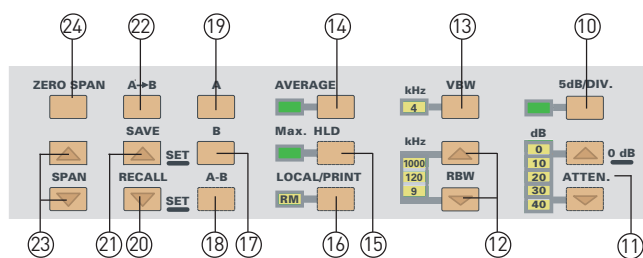 24 22 19 14 13 10
ZERO SPAN A→B A AVERAGE kHz VBW 5dB/DIV.
4
SAVE B Max. HLD kHz dB
SET 1000 0 0 dB
120 10
SPAN RECALL A-B LOCAL/PRINT 9 RBW 20 ATTEN.
SET RM 30
40
23 21 20 18 17 16 15 12 11